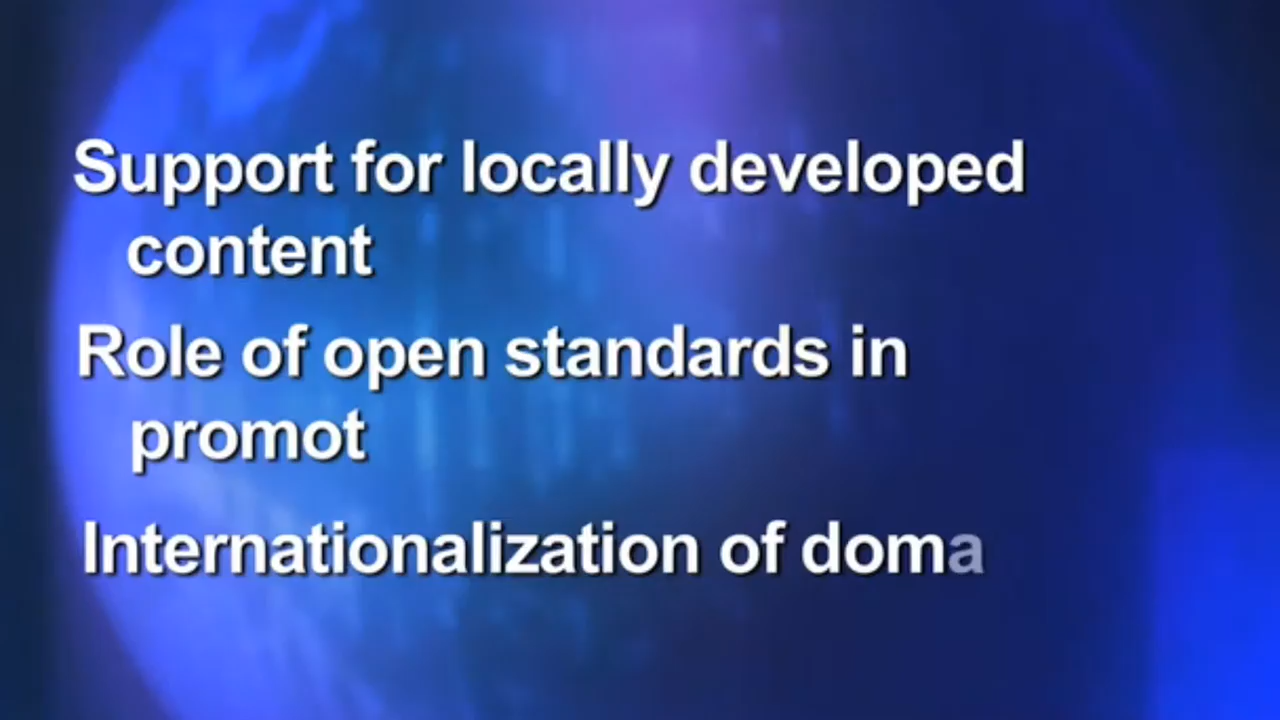 Support for locally developed
content
Role of open standards in
promot
Internationalization of doma